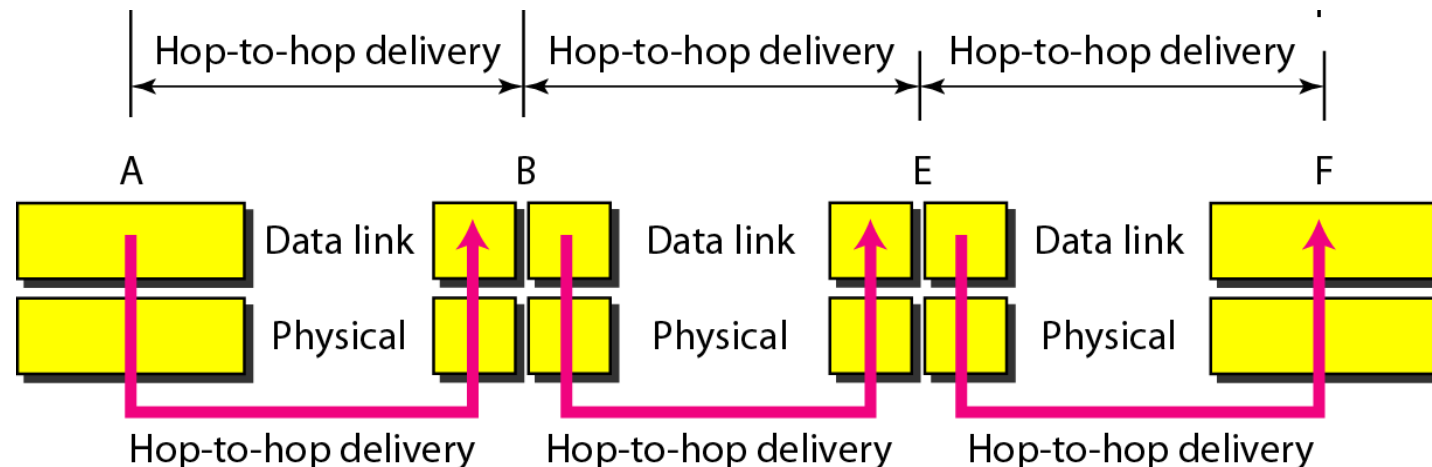 Hop-to-hop delivery Hop-to-hop delivery Hop-to-hop delivery
A B E F
Data link Data link Data link
Physical Physical Physical
Hop-to-hop delivery Hop-to-hop delivery Hop-to-hop delivery